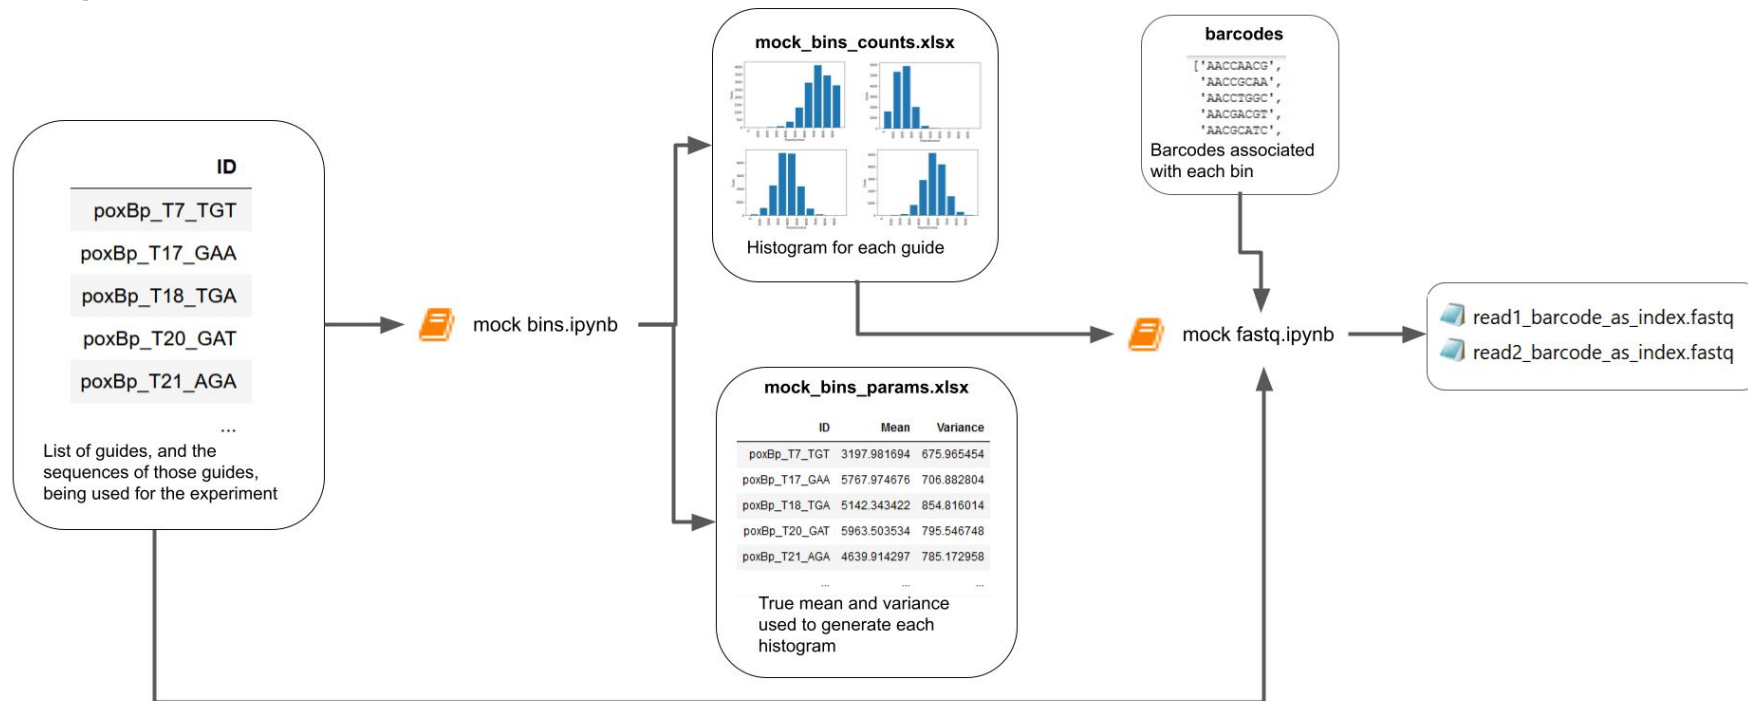 ID
poxBp_T7_TGT
poxBp_T17_GAA
poxBp_T18_TGA
poxBp_T20_GAT
poxBp_T21_AGA
...
List of guides, and the
sequences of those guides,
being used for the experiment
mock bins.ipynb
mock_bins_counts.xlsx
Histogram for each guide
mock_bins_params.xlsx
ID Mean Variance
poxBp_T7_TGT 3197.981694 675.965454
poxBp_T17_GAA 5767.974676 706.882804
poxBp_T18_TGA 5142.343422 854.816014
poxBp_T20_GAT 5963.503534 795.546748
poxBp_T21_AGA 4639.914297 785.172958
... ... ...
True mean and variance
used to generate each
histogram
barcodes
['AACCAACG',
'AACCGCAA',
'AACCTGGC',
'AACGACGT',
'AACGCATC',
Barcodes associated
with each bin
mock fastq.ipynb
read1_barcode_as_index.fastq
read2_barcode_as_index.fastq